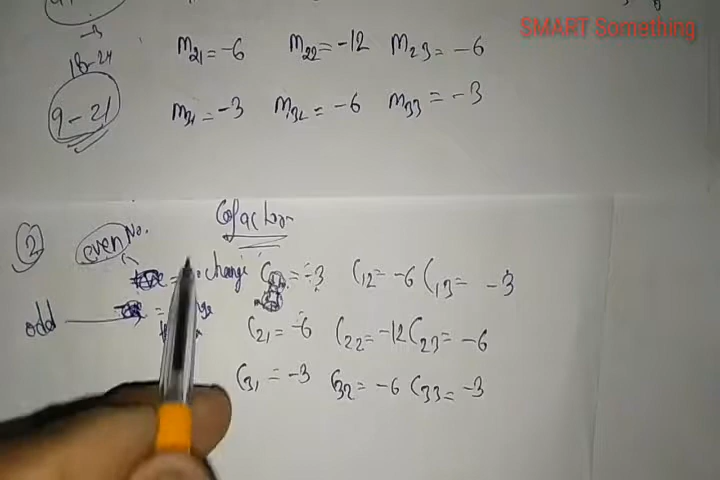 SMART Something
-3
18-24
M21 = -6 M22 = -12 M23 = -6
9-21
M31 = -3 M32 = -6 M33 = -3
Cofactor
2 even No.
= change C = -3 C12 = -6 C13 = -3
odd =
C21 = -6 C22 = -12 C23 = -6
C31 = -3 C32 = -6 C33 = -3